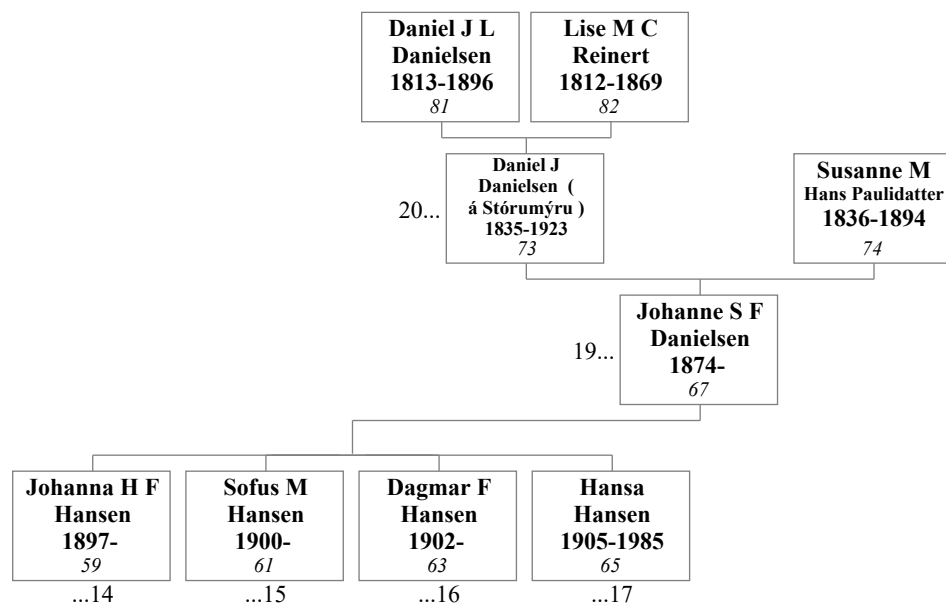 Daniel J L
Danielsen
1813-1896
81
Lise M C
Reinert
1812-1869
82
20...
Daniel J
Danielsen (
á Stórumýru )
1835-1923
73
Susanne M
Hans Paulidatter
1836-1894
74
19...
Johanne S F
Danielsen
1874-
67
Johanna H F
Hansen
1897-
59
...14
Sofus M
Hansen
1900-
61
...15
Dagmar F
Hansen
1902-
63
...16
Hansa
Hansen
1905-1985
65
...17